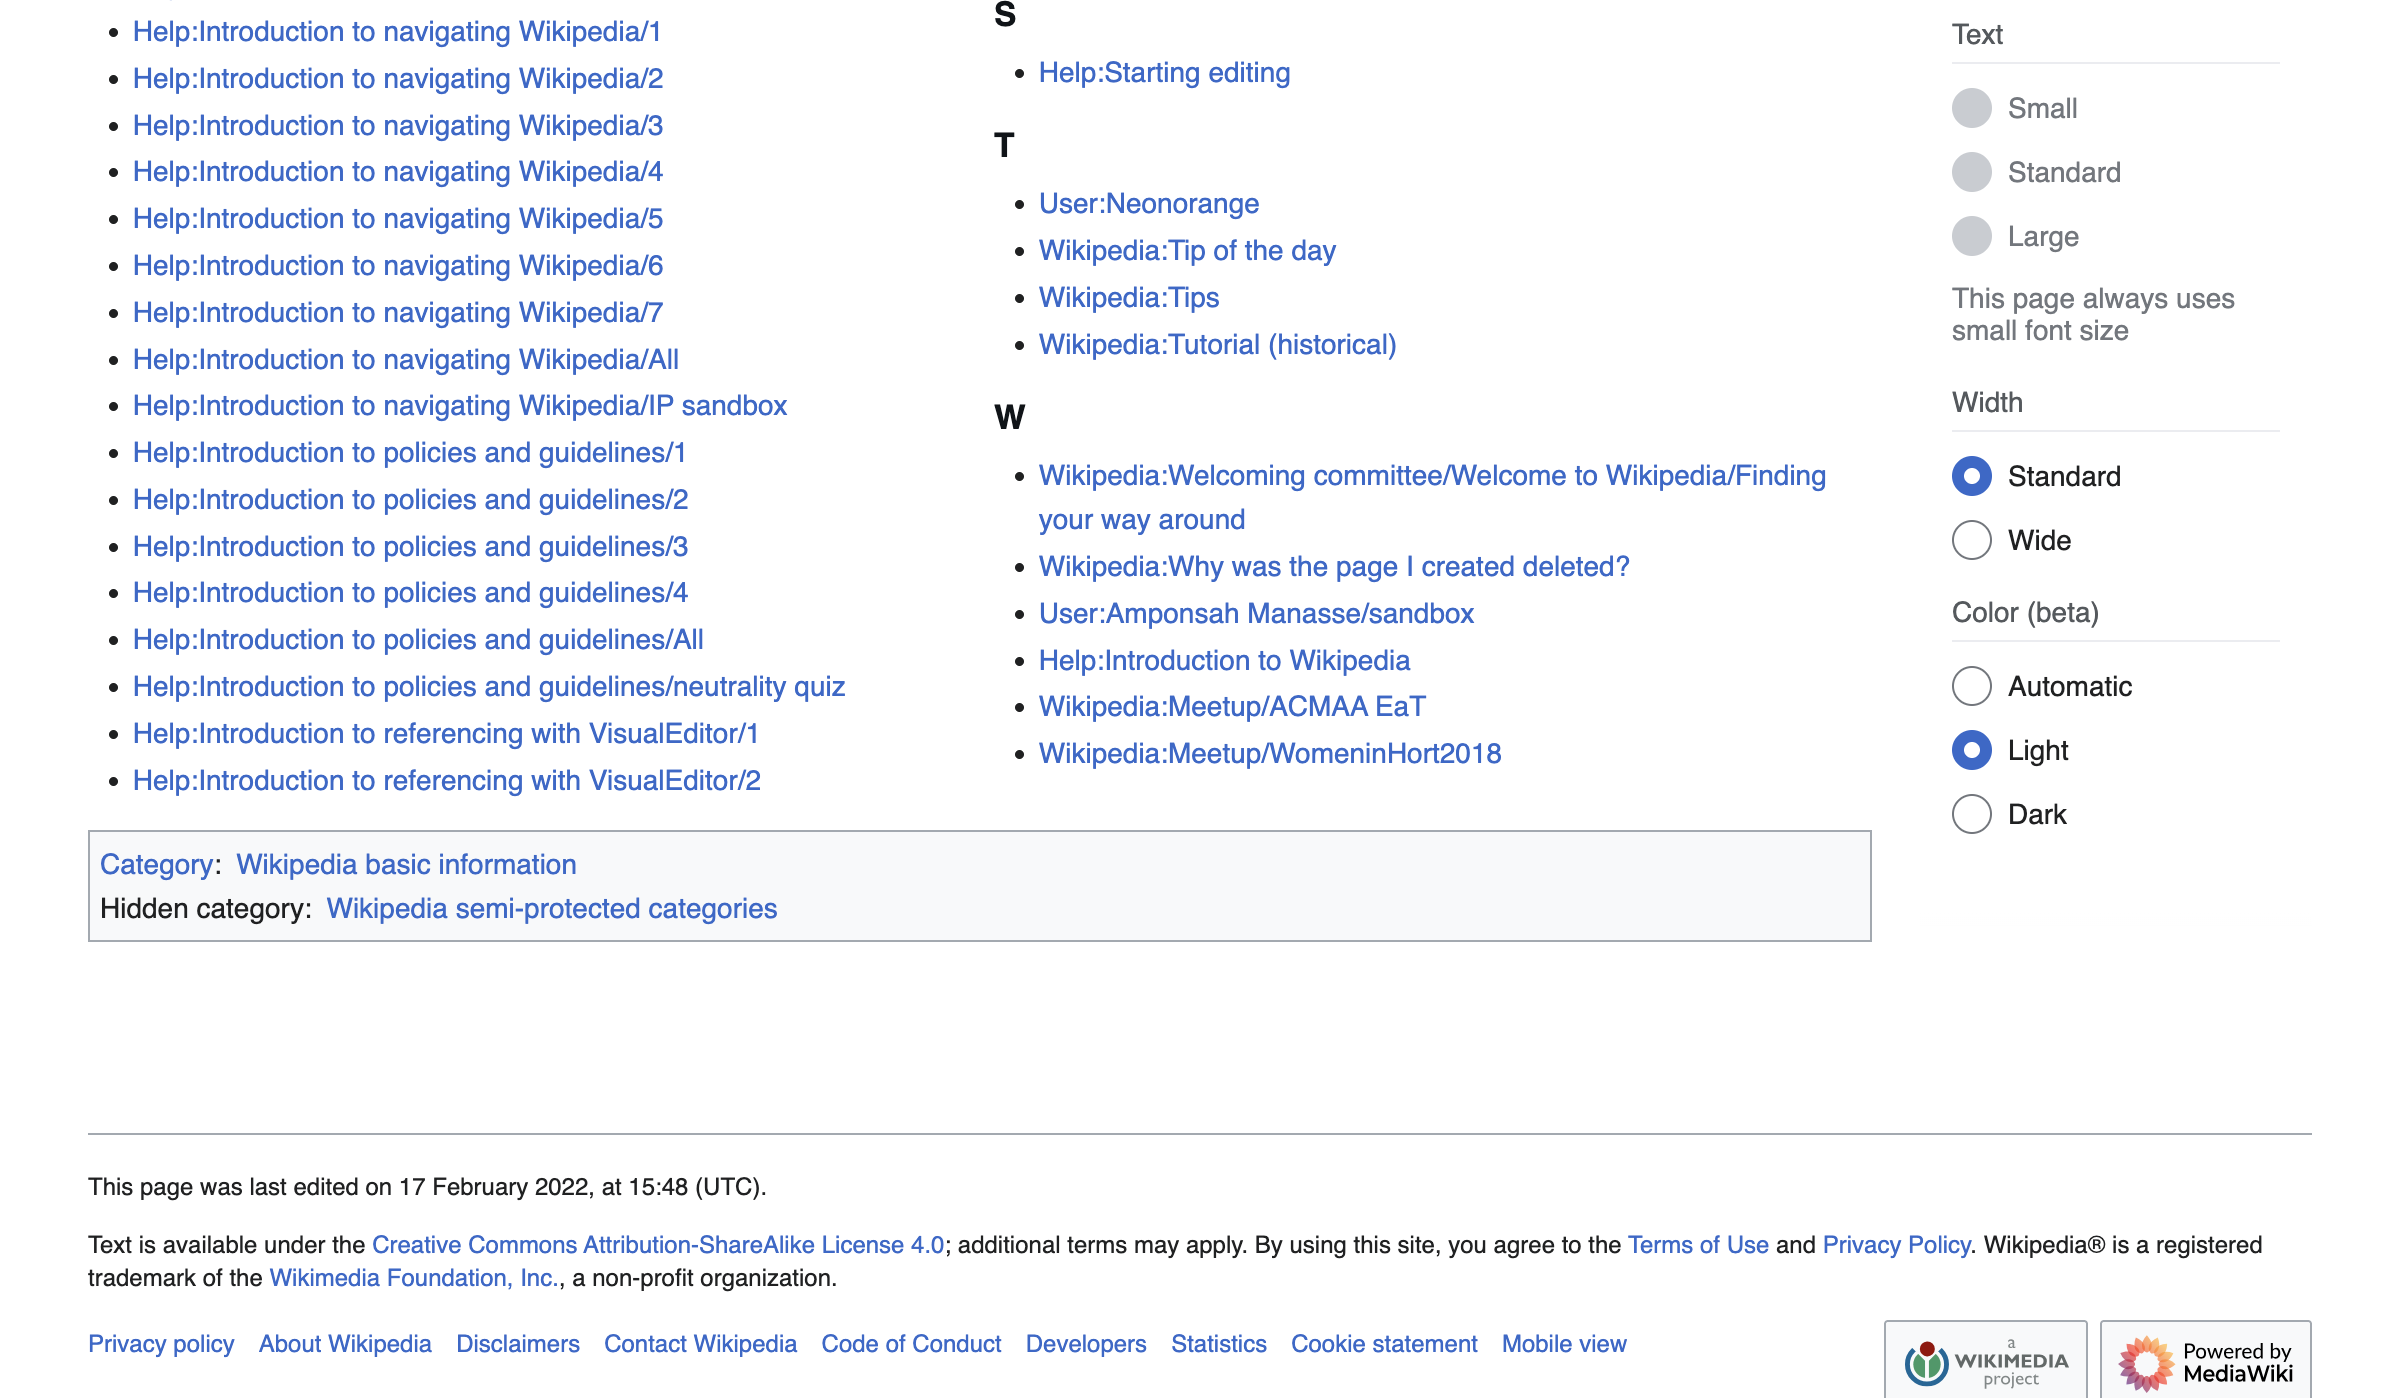 Help:Introduction to navigating Wikipedia/1
Help:Introduction to navigating Wikipedia/2
Help:Introduction to navigating Wikipedia/3
Help:Introduction to navigating Wikipedia/4
Help:Introduction to navigating Wikipedia/5
Help:Introduction to navigating Wikipedia/6
Help:Introduction to navigating Wikipedia/7
Help:Introduction to navigating Wikipedia/All
Help:Introduction to navigating Wikipedia/IP sandbox
Help:Introduction to policies and guidelines/1
Help:Introduction to policies and guidelines/2
Help:Introduction to policies and guidelines/3
Help:Introduction to policies and guidelines/4
Help:Introduction to policies and guidelines/All
Help:Introduction to policies and guidelines/neutrality quiz
Help:Introduction to referencing with VisualEditor/1
Help:Introduction to referencing with VisualEditor/2
S
Help:Starting editing
T
User:Neonorange
Wikipedia:Tip of the day
Wikipedia:Tips
Wikipedia:Tutorial (historical)
W
Wikipedia:Welcoming committee/Welcome to Wikipedia/Finding
your way around
Wikipedia:Why was the page I created deleted?
User:Amponsah Manasse/sandbox
Help:Introduction to Wikipedia
Wikipedia:Meetup/ACMAA EaT
Wikipedia:Meetup/WomeninHort2018
Text
Small
Standard
Large
This page always uses
small font size
Width
Standard
Wide
Color (beta)
Automatic
Light
Dark
Category: Wikipedia basic information
Hidden category: Wikipedia semi-protected categories
This page was last edited on 17 February 2022, at 15:48 (UTC).
Text is available under the Creative Commons Attribution-ShareAlike License 4.0; additional terms may apply. By using this site, you agree to the Terms of Use and Privacy Policy. Wikipedia® is a registered
trademark of the Wikimedia Foundation, Inc., a non-profit organization.
Privacy policy About Wikipedia Disclaimers Contact Wikipedia Code of Conduct Developers Statistics Cookie statement Mobile view
a
WIKIMEDIA
project
Powered by
MediaWiki